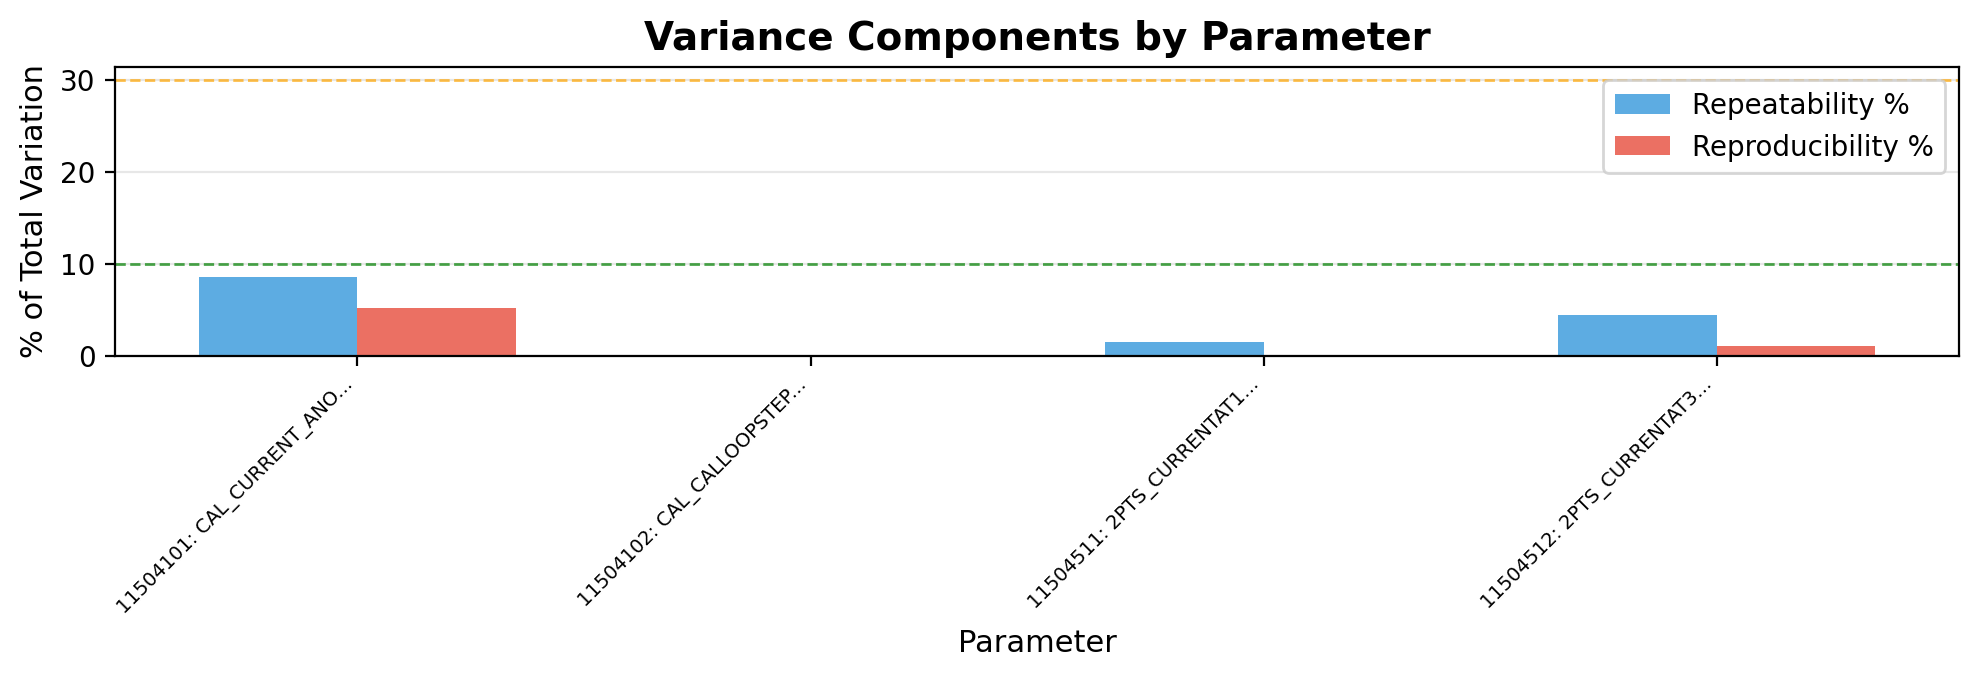 Variance Components by Parameter
% of Total Variation
30
20
10
0
Repeatability %
Reproducibility %
11504101: CAL_CURRENT_ANO...
11504102: CAL_CALLOOPSTEP...
11504511: 2PTS_CURRENTAT1...
11504512: 2PTS_CURRENTAT3...
Parameter